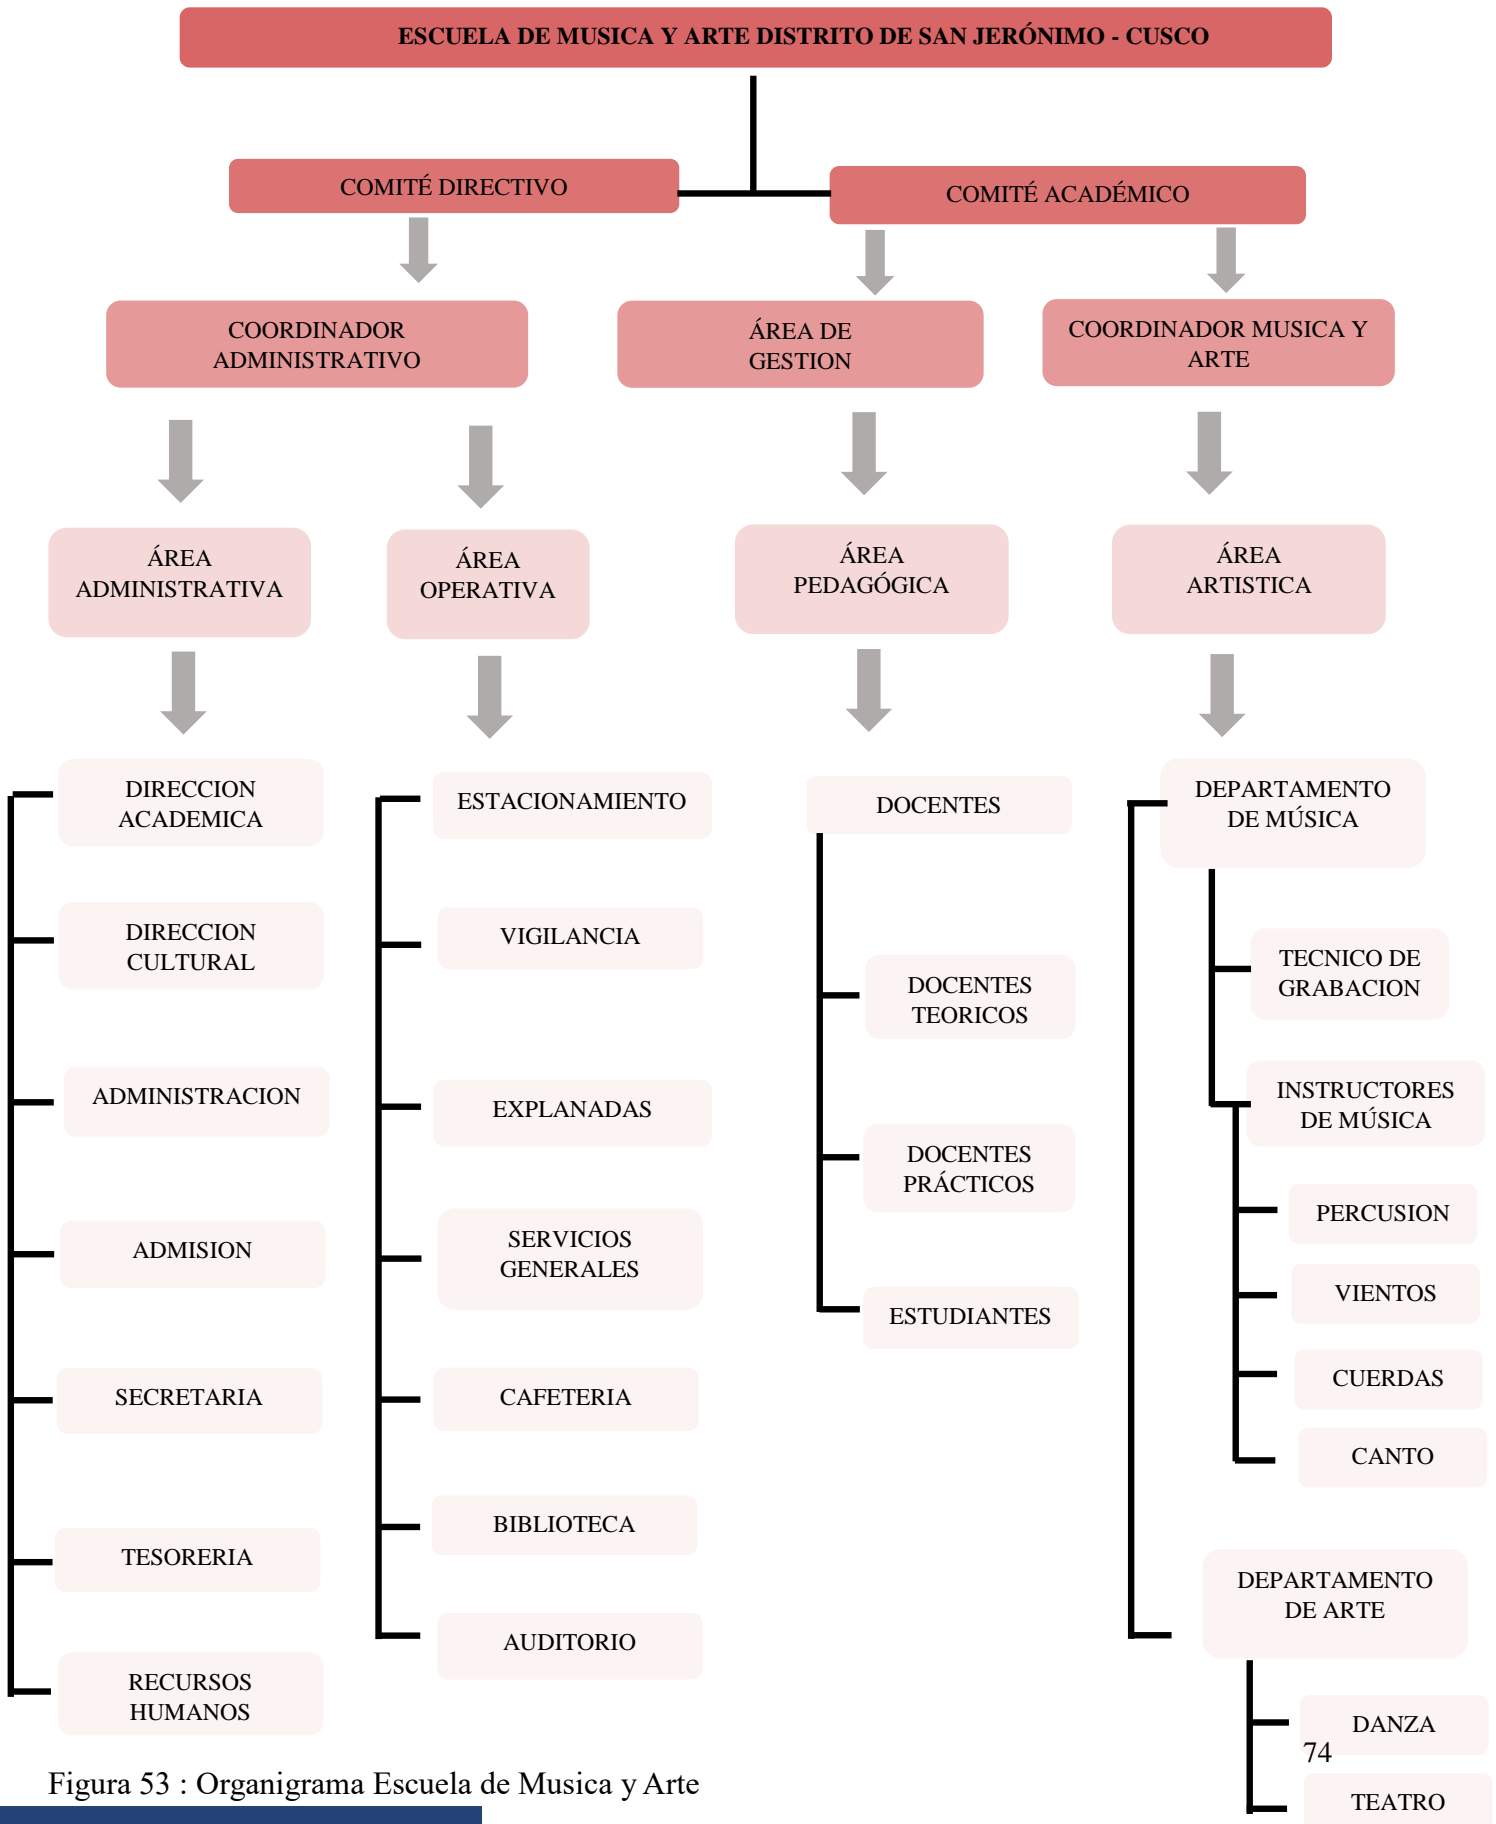 ESCUELA DE MUSICA Y ARTE DISTRITO DE SAN JERÓNIMO - CUSCO
COMITÉ DIRECTIVO
COMITÉ ACADÉMICO
COORDINADOR
ADMINISTRATIVO
ÁREA DE
GESTION
COORDINADOR MUSICA Y
ARTE
ÁREA
ADMINISTRATIVA
ÁREA
OPERATIVA
ÁREA
PEDAGÓGICA
ÁREA
ARTISTICA
DIRECCION
ACADEMICA
DIRECCION
CULTURAL
ADMINISTRACION
ADMISION
SECRETARIA
TESORERIA
RECURSOS
HUMANOS
ESTACIONAMIENTO
VIGILANCIA
EXPLANADAS
SERVICIOS
GENERALES
CAFETERIA
BIBLIOTECA
AUDITORIO
DOCENTES
DOCENTES
TEORICOS
DOCENTES
PRÁCTICOS
ESTUDIANTES
DEPARTAMENTO
DE MÚSICA
TECNICO DE
GRABACION
INSTRUCTORES
DE MÚSICA
PERCUSION
VIENTOS
CUERDAS
CANTO
DEPARTAMENTO
DE ARTE
DANZA
74
TEATRO
Figura 53 : Organigrama Escuela de Musica y Arte